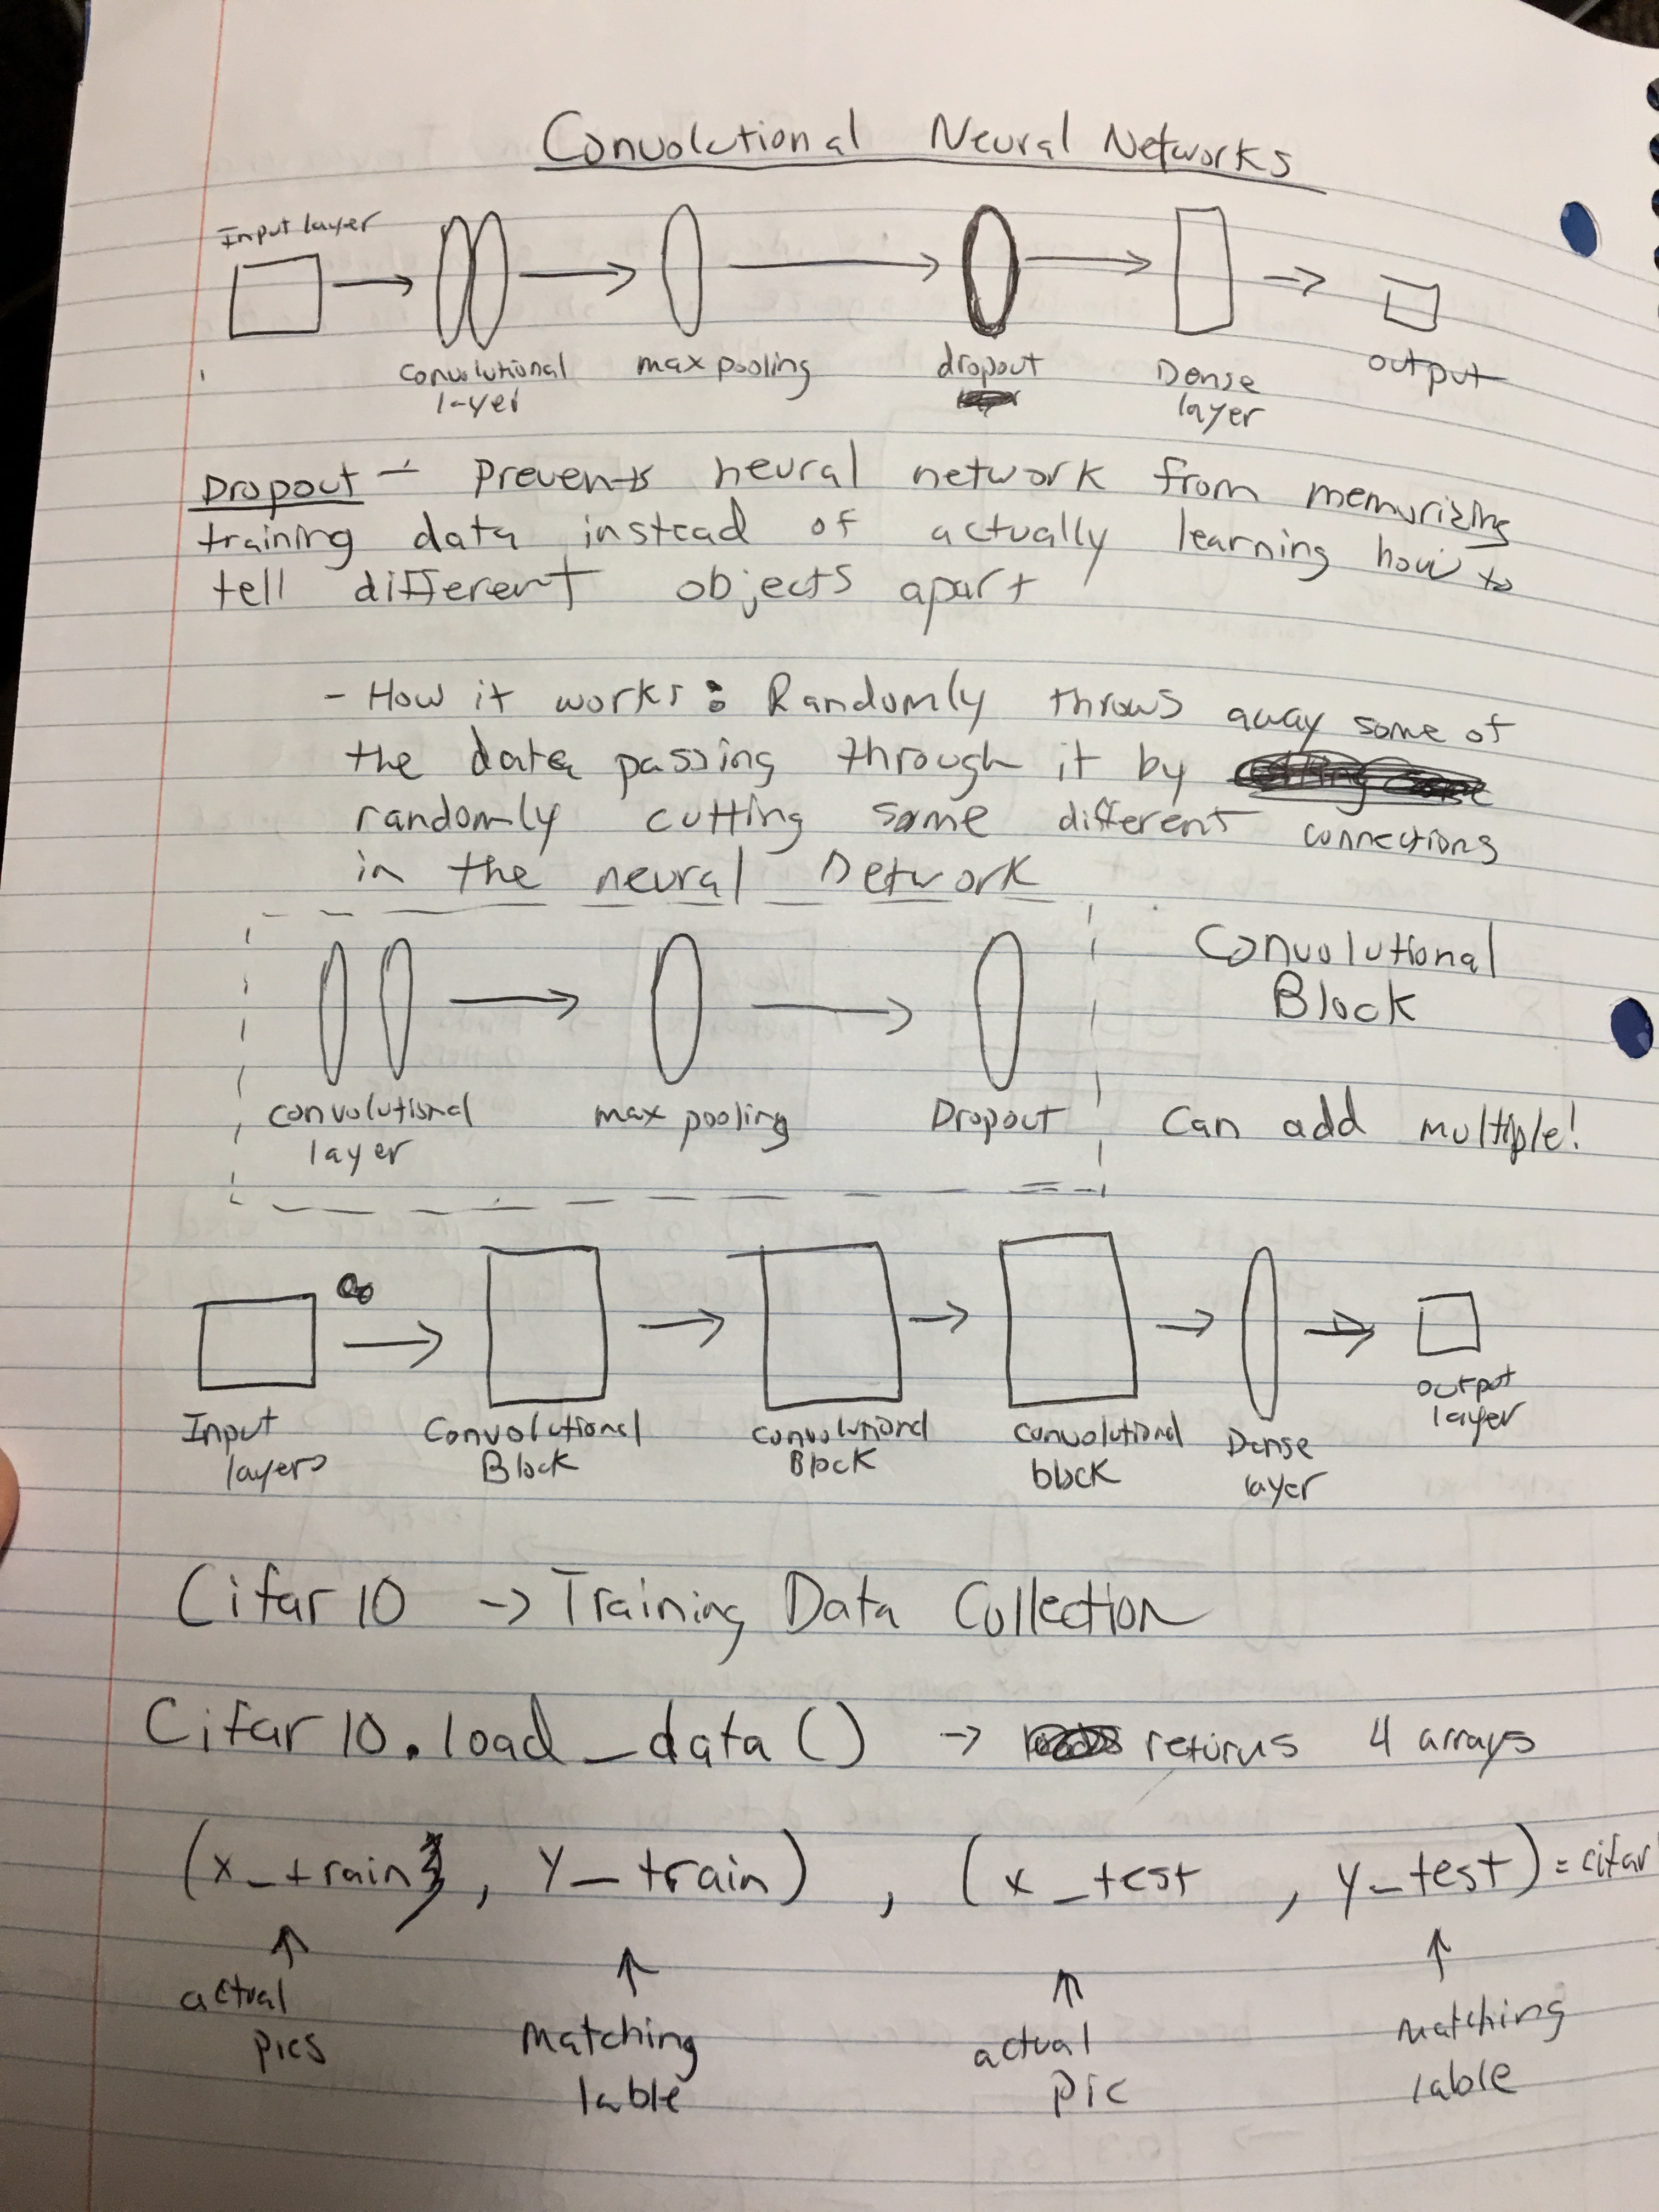 Convolutional Neural Networks
Input layer
Convolutional layer
max pooling
dropout
Dense layer
output
Dropout - Prevents neural network from memurizing
training data instead of actually learning how to
tell different objects apart
- How it works: Randomly throws away some of
the data passing through it by
randomly cutting some different connections
in the neural Network
Convolutional
Block
convolutional
layer
max pooling
Dropout
Can add multiple!
Input
layers
Convolutional
Block
convolutional
Block
convolutional
block
Dense
layer
output
layer
Cifar10 -> Training Data Collection
Cifar10.load_data() -> returns 4 arrays
(x_train, y_train), (x_test, y_test) = cifar
actual
pics
Matching
lable
actual
pic
Matching
lable